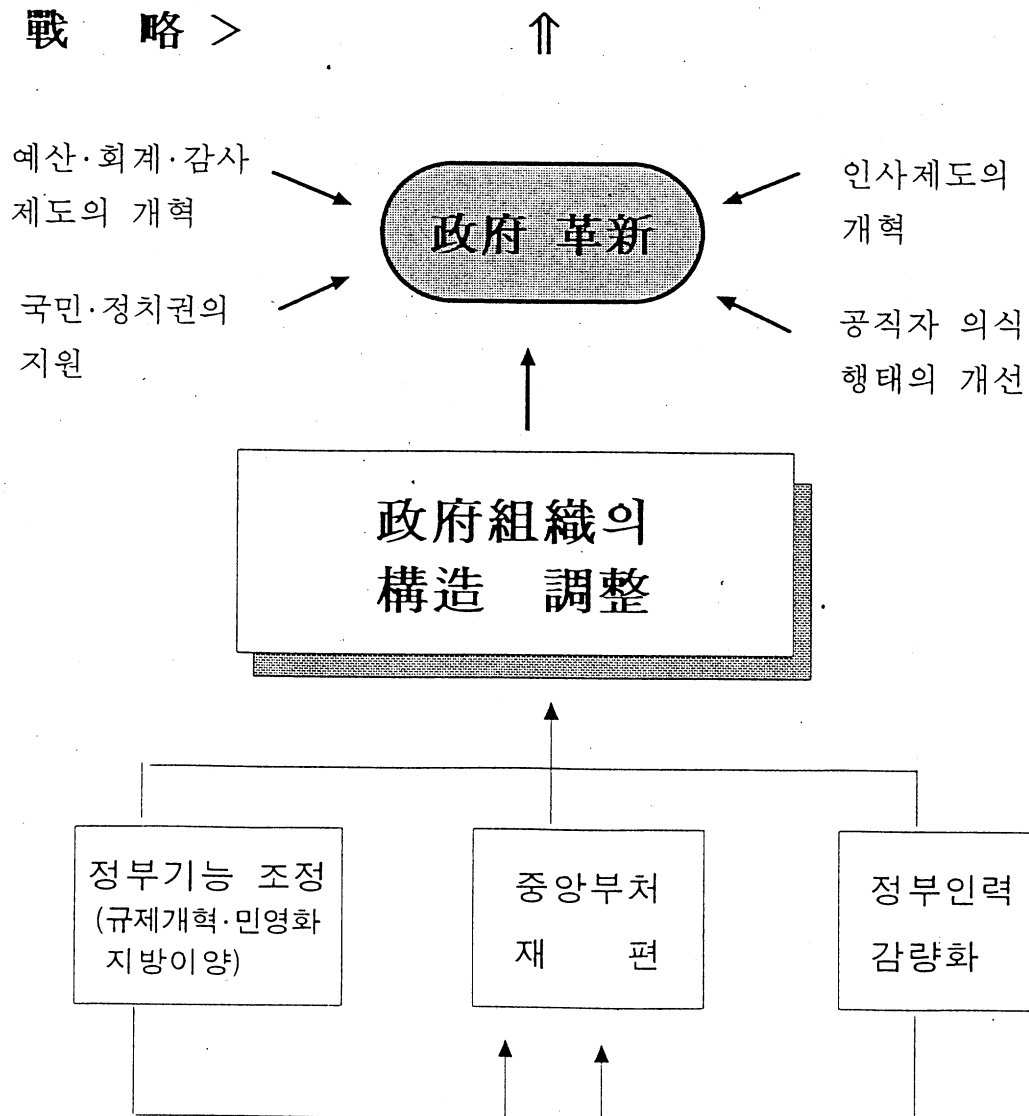 戰 略 >
⇑
예산·회계·감사
제도의 개혁
政府 革新
인사제도의
개혁
국민·정치권의
지원
공직자 의식
행태의 개선
政府組織의
構造 調整
정부기능 조정
(규제개혁·민영화
지방이양)
중앙부처
재 편
정부인력
감량화